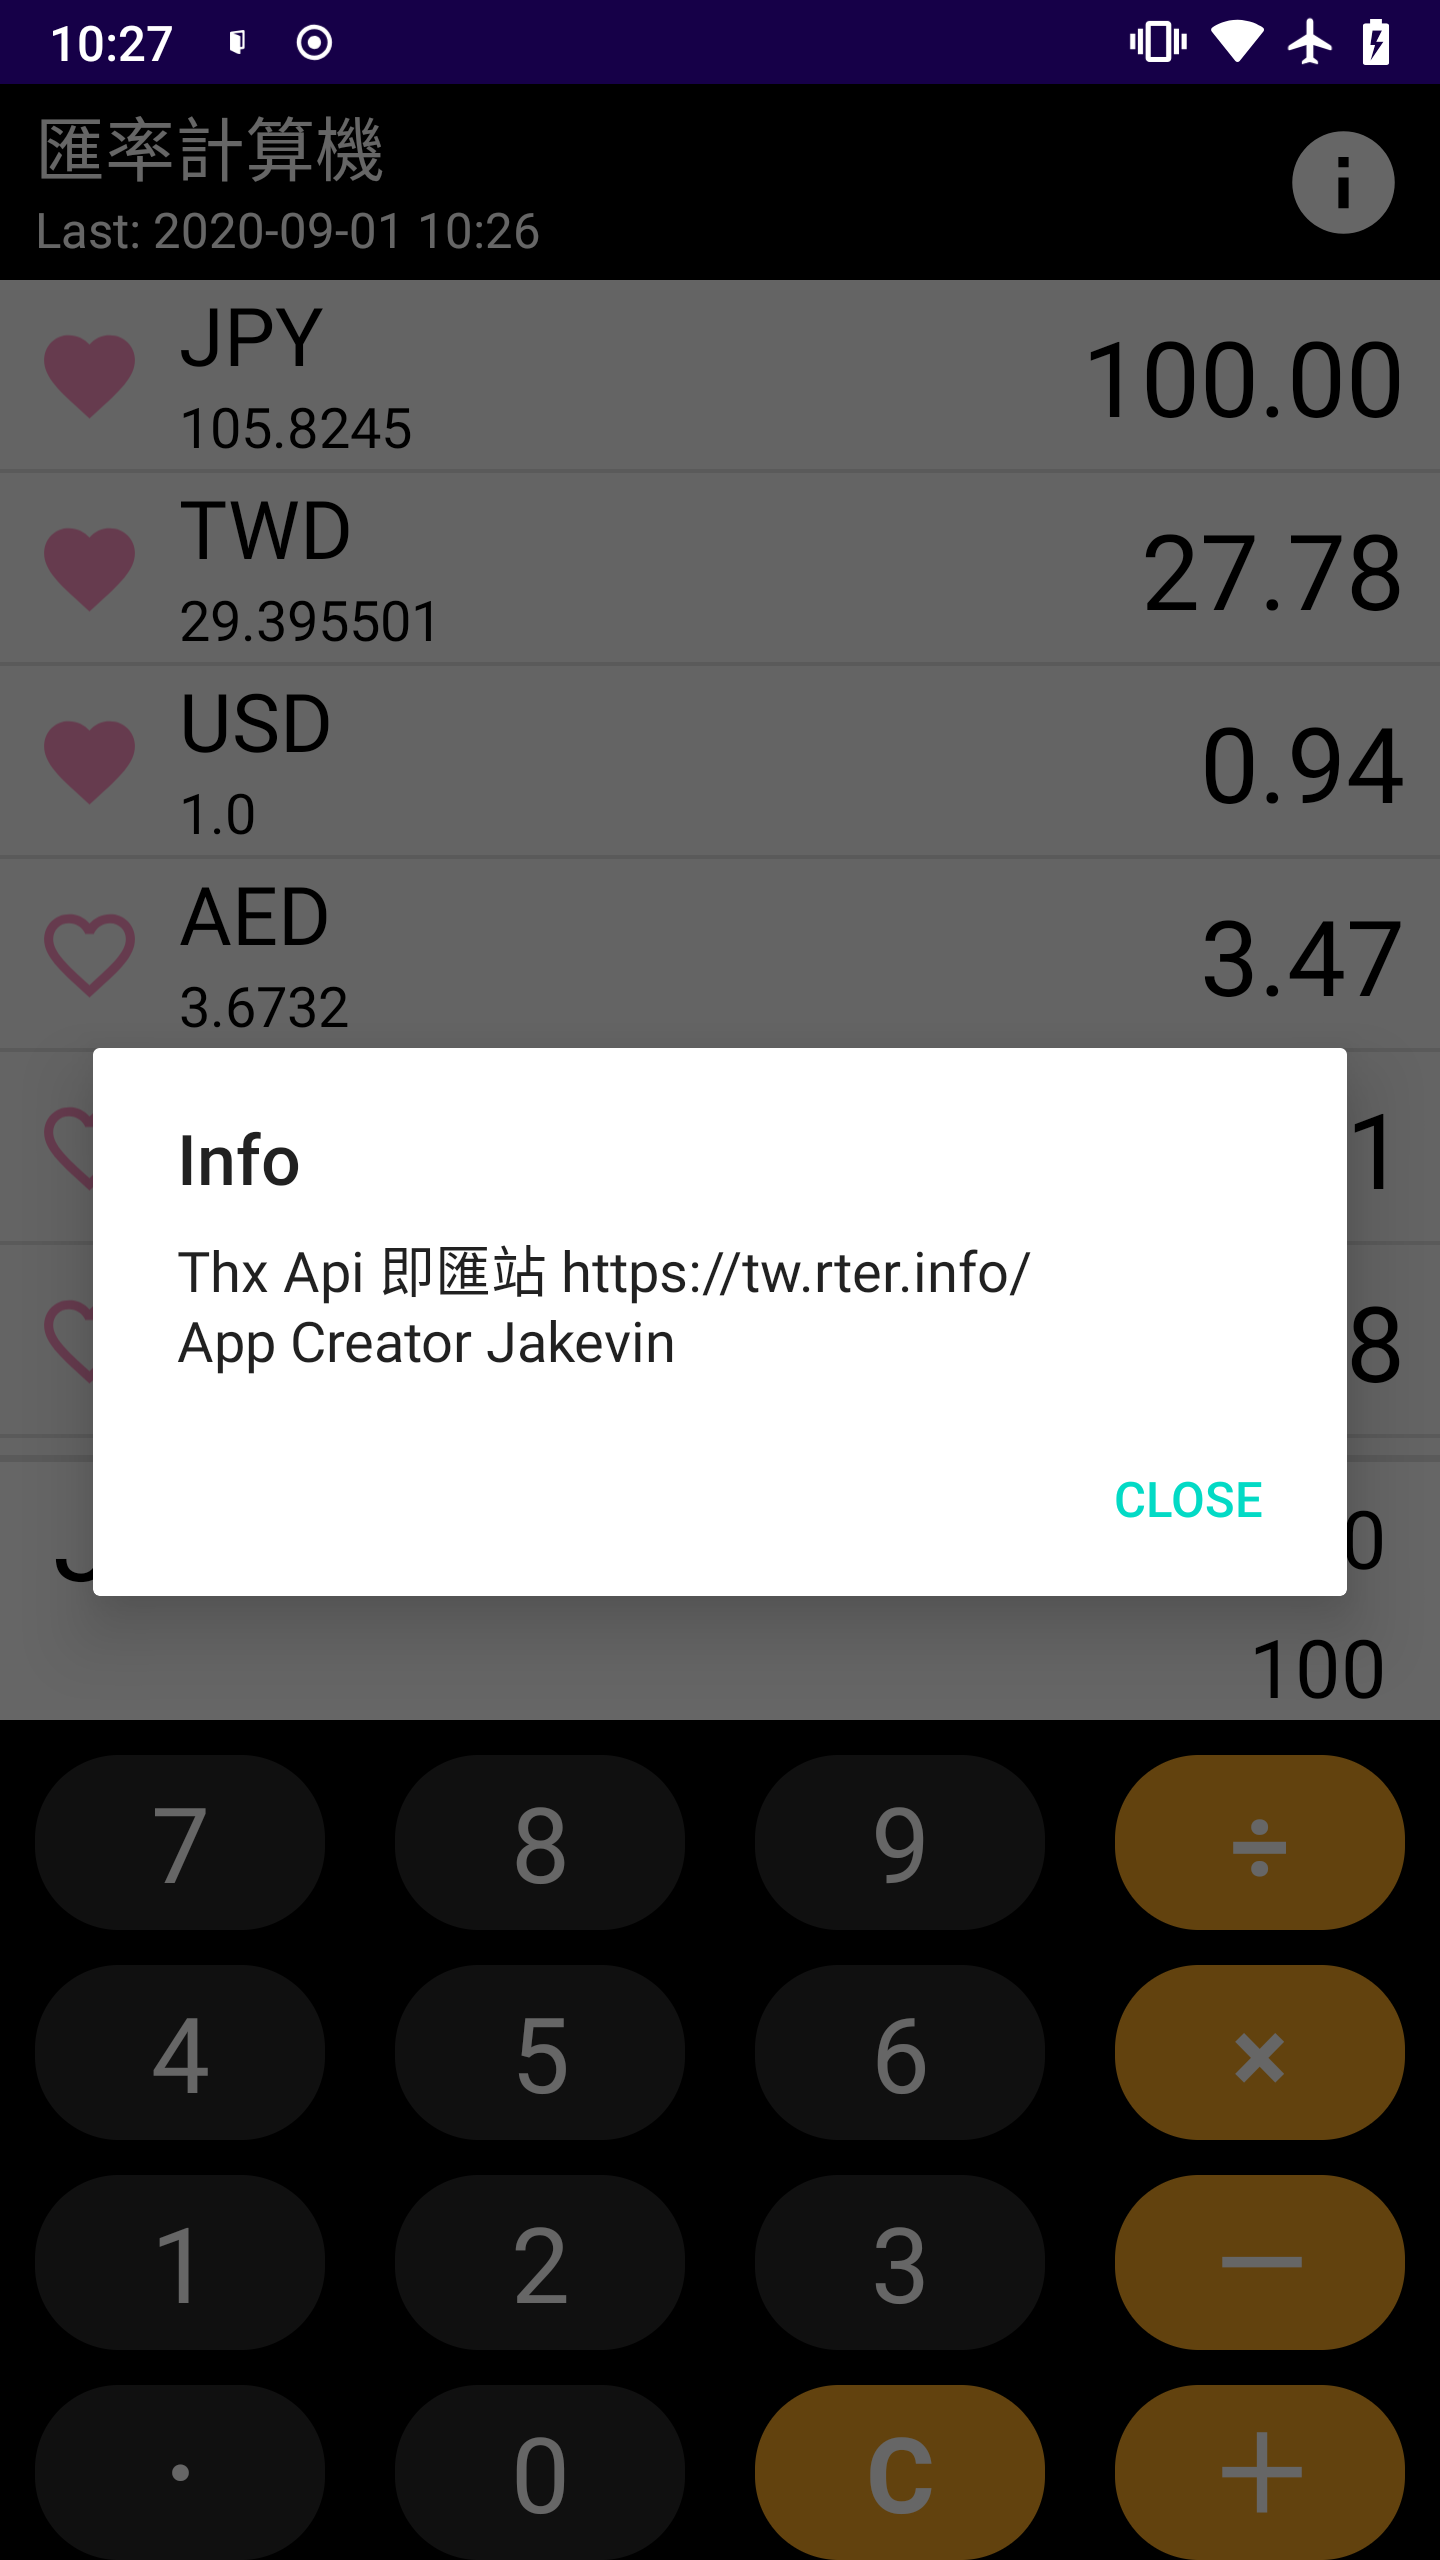 10:27
匯率計算機
Last: 2020-09-01 10:26
JPY
105.8245
100.00
TWD
29.395501
27.78
USD
1.0
0.94
AED
3.6732
3.47
1
8
Info
Thx Api 即匯站 https://tw.rter.info/
App Creator Jakevin
CLOSE
0
100
7 8 9 ÷
4 5 6 ×
1 2 3 −
. 0 C +